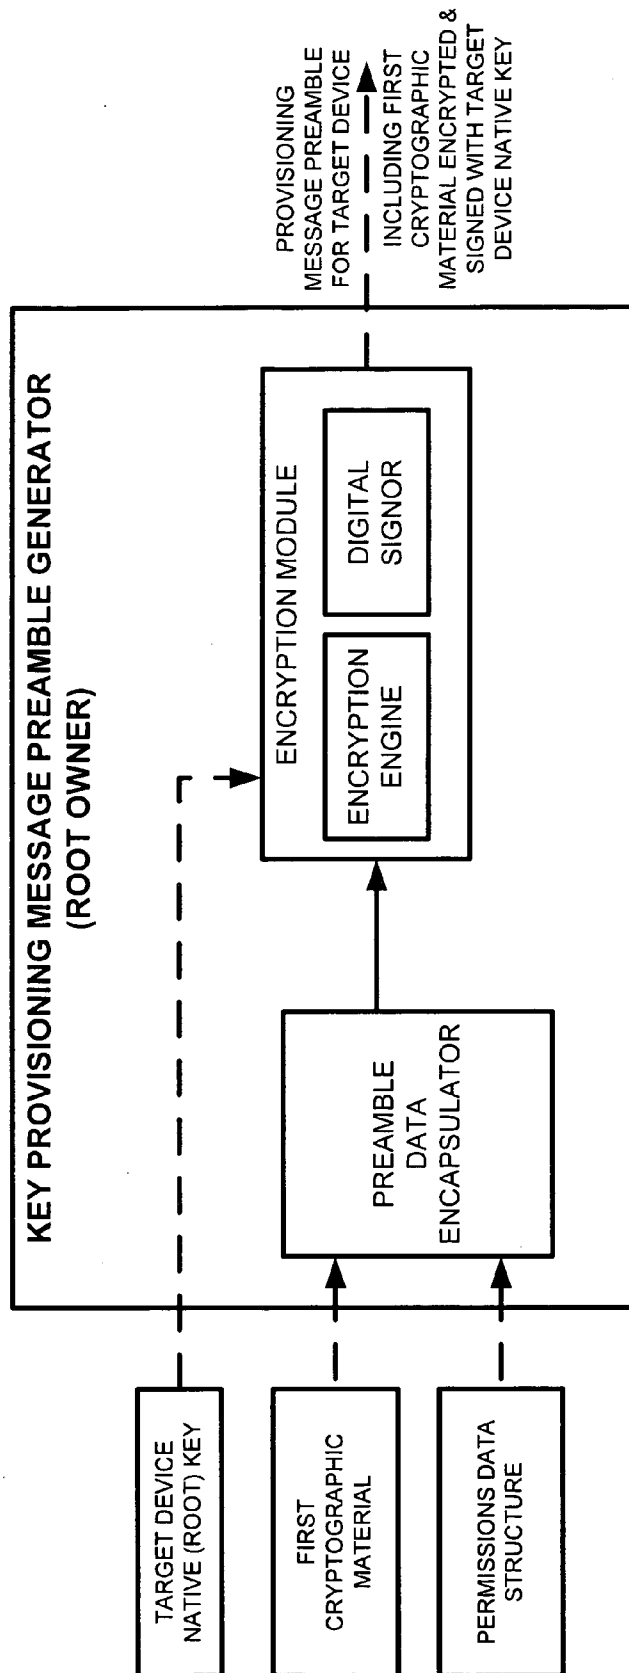 KEY PROVISIONING MESSAGE PREAMBLE GENERATOR
(ROOT OWNER)
TARGET DEVICE
NATIVE (ROOT) KEY
FIRST
CRYPTOGRAPHIC
MATERIAL
PERMISSIONS DATA
STRUCTURE
PREAMBLE
DATA
ENCAPSULATOR
ENCRYPTION MODULE
ENCRYPTION
ENGINE
DIGITAL
SIGNOR
PROVISIONING
MESSAGE PREAMBLE
FOR TARGET DEVICE
INCLUDING FIRST
CRYPTOGRAPHIC
MATERIAL ENCRYPTED &
SIGNED WITH TARGET
DEVICE NATIVE KEY